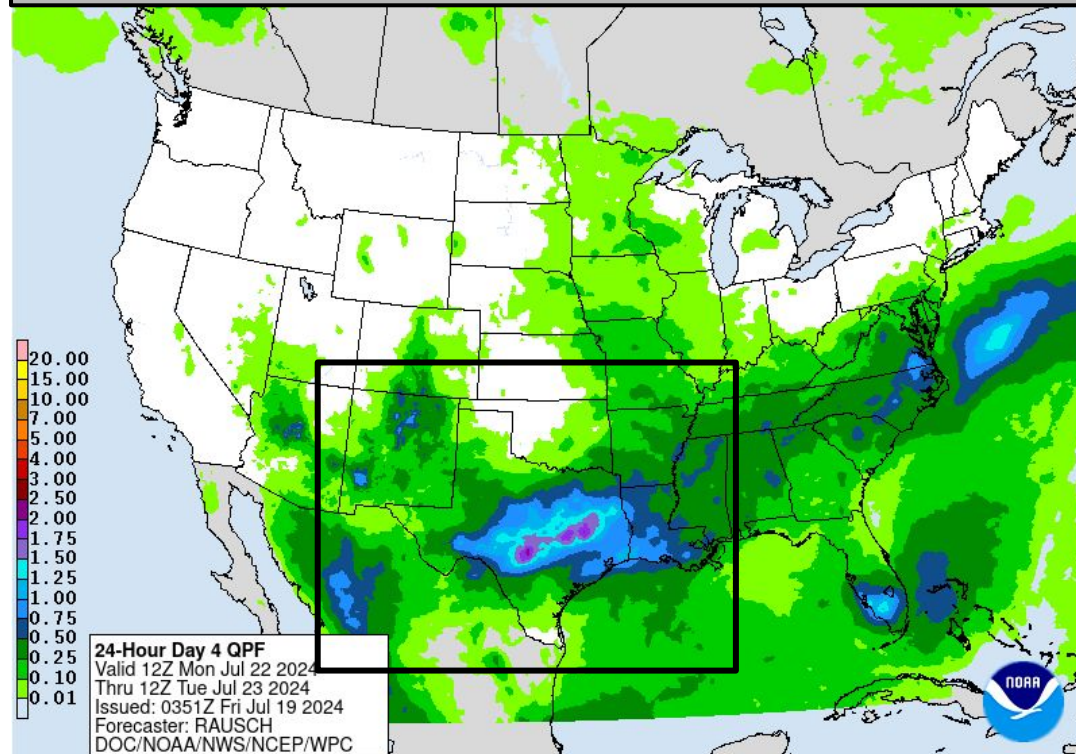 20.00
15.00
10.00
7.00
5.00
4.00
3.00
2.50
2.00
1.75
1.50
1.25
1.00
0.75
0.50
0.25
0.10
0.01
24-Hour Day 4 QPF
Valid 12Z Mon Jul 22 2024
Thru 12Z Tue Jul 23 2024
Issued: 0351Z Fri Jul 19 2024
Forecaster: RAUSCH
DOC/NOAA/NWS/NCEP/WPC
NOAA